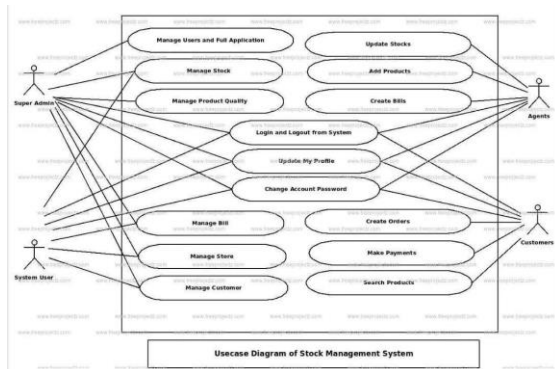 Manage Users and Full Application
Update Stocks
Manage Stock
Add Products
Super Admin
Manage Product Quality
Create Bills
Agents
Login and Logout from System
Update My Profile
Change Account Password
Manage Bill
Create Orders
Customers
Manage Store
Make Payments
System User
Manage Customer
Search Products
Usecase Diagram of Stock Management System